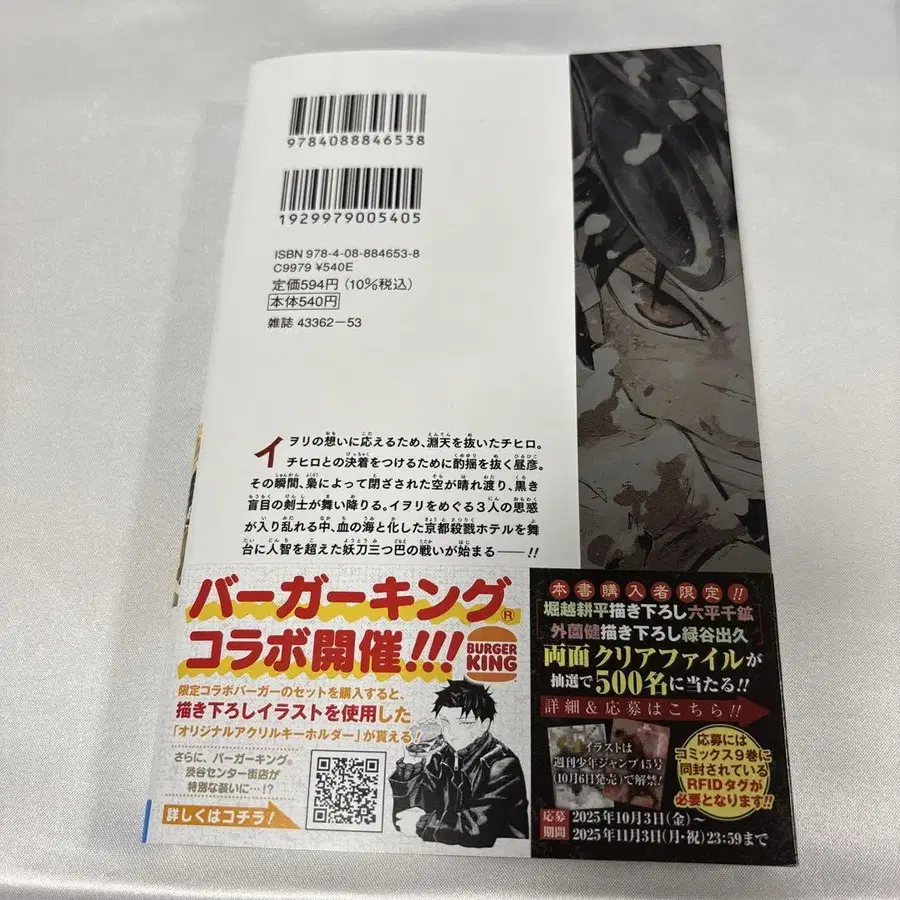 9784088846538
1929979005405
ISBN 978-4-08-884653-8
C9979 ¥540E
定価594円（10%税込）
本体540円
雑誌 43362-53
イヲリの想いに応えるため、淵天を抜いたチヒロ。
チヒロとの決着をつけるために酌揺を抜く昼彦。
その瞬間、梟によって閉ざされた空が晴れ渡り、黒き
盲目の剣士が舞い降りる。イヲリをめぐる3人の思惑
が入り乱れる中、血の海と化した京都殺戮ホテルを舞
台に人智を超えた妖刀三つ巴の戦いが始まる——!!
バーガーキング®
コラボ開催!!!
BURGER KING
限定コラボバーガーのセットを購入すると、
描き下ろしイラストを使用した
「オリジナルアクリルキーホルダー」が貰える!
さらに、バーガーキング®
渋谷センター街店が
特別な装いに…!?
詳しくはコチラ!
本書購入者限定!!
堀越耕平描き下ろし六平千鉱
外薗健描き下ろし緑谷出久
両面クリアファイルが
抽選で500名に当たる!!
詳細&応募はこちら!!
イラストは
週刊少年ジャンプ45号
(10月6日発売)で解禁!
応募には
コミックス9巻に
同封されている
RFIDタグが
必要となります!!
応募期間
2025年10月3日(金)~
2025年11月3日(月・祝)23:59まで